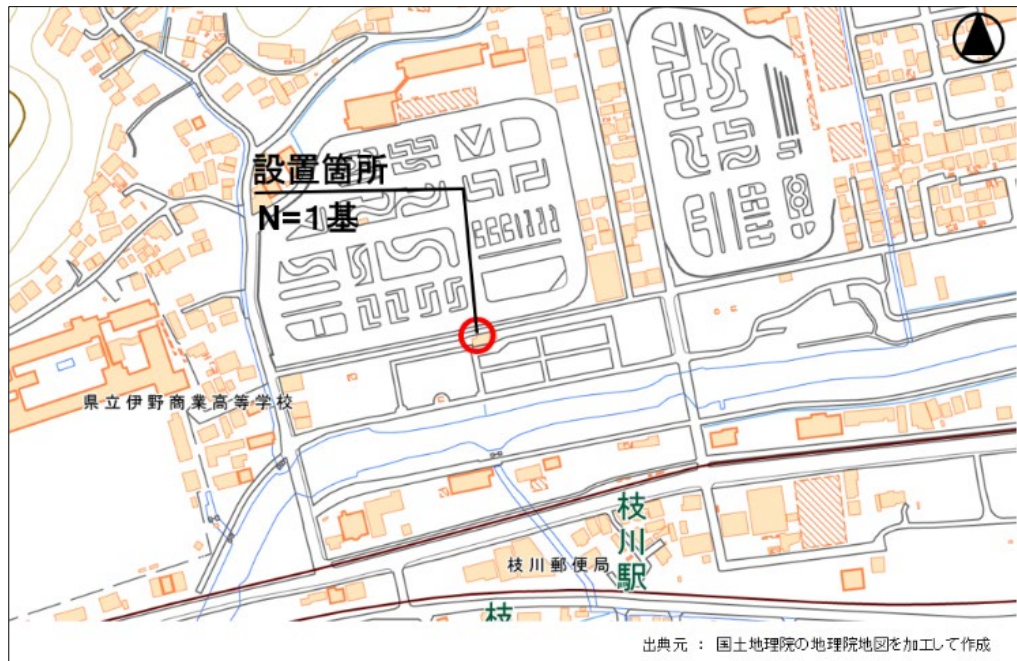 設置箇所
N=1基
県立伊野商業高等学校
枝川駅
枝川郵便局
枝
出典元 : 国土地理院の地理院地図を加工して作成